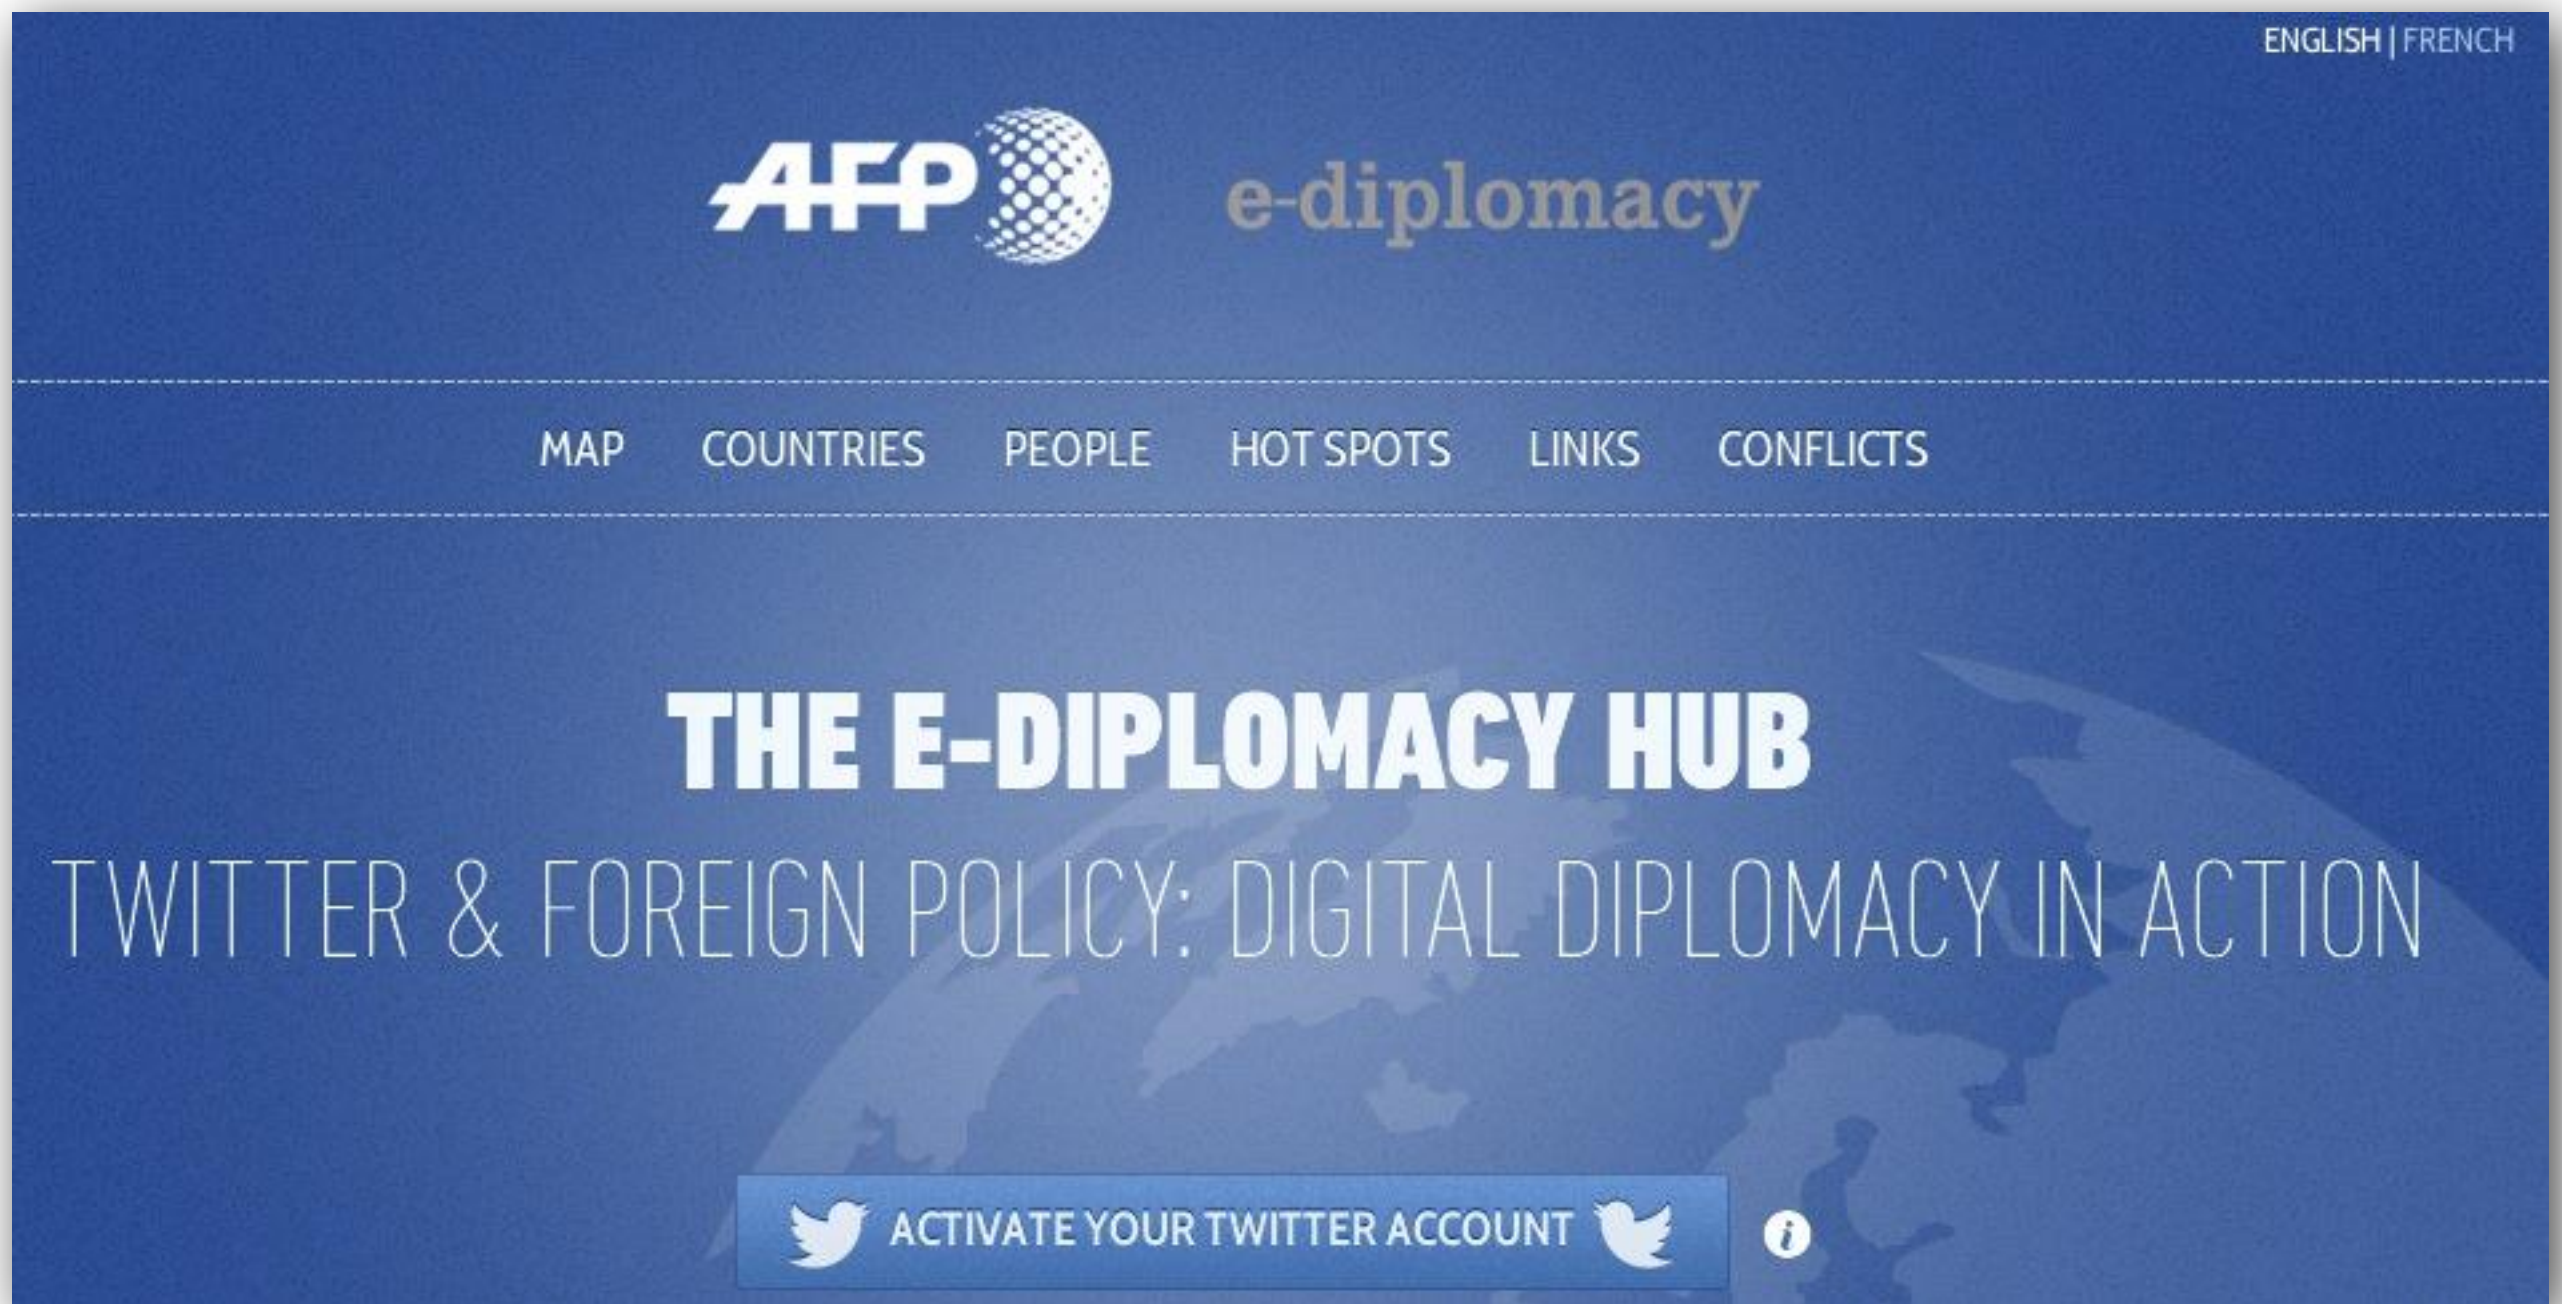 ENGLISH | FRENCH
AFP e-diplomacy
MAP COUNTRIES PEOPLE HOT SPOTS LINKS CONFLICTS
THE E-DIPLOMACY HUB
TWITTER & FOREIGN POLICY: DIGITAL DIPLOMACY IN ACTION
ACTIVATE YOUR TWITTER ACCOUNT i